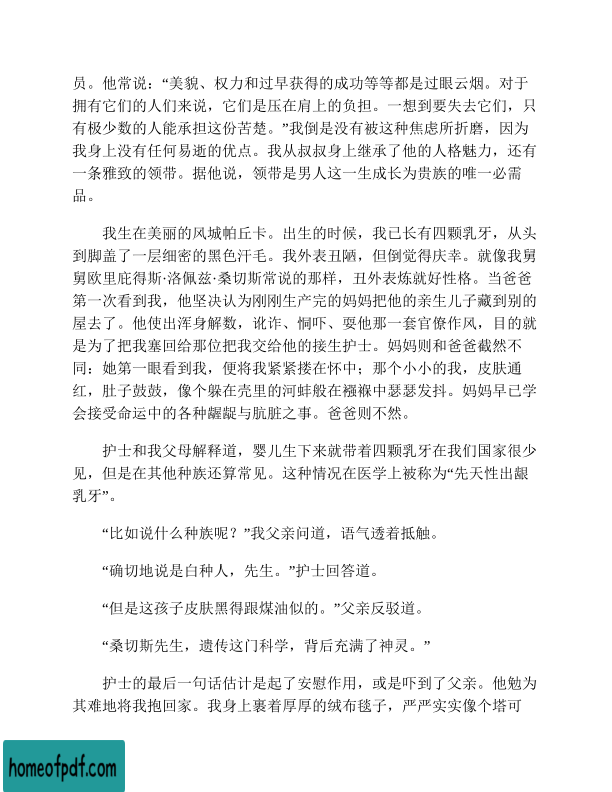 员。他常说：“美貌、权力和过早获得的成功等等都是过眼云烟。对于
拥有它们的人们来说，它们是压在肩上的负担。一想到要失去它们，只
有极少数的人能承担这份苦楚。”我倒是没有被这种焦虑所折磨，因为
我身上没有任何易逝的优点。我从叔叔身上继承了他的人格魅力，还有
一条雅致的领带。据他说，领带是男人这一生成长为贵族的唯一必需
品。
我生在美丽的风城帕丘卡。出生的时候，我已长有四颗乳牙，从头
到脚盖了一层细密的黑色汗毛。我外表丑陋，但倒觉得庆幸。就像我舅
舅欧里庇得斯·洛佩兹·桑切斯常说的那样，丑外表炼就好性格。当爸爸
第一次看到我，他坚决认为刚刚生产完的妈妈把他的亲生儿子藏到别的
屋去了。他使出浑身解数，讹诈、恫吓、耍他那一套官僚作风，目的就
是为了把我塞回给那位把我交给他的接生护士。妈妈则和爸爸截然不
同：她第一眼看到我，便将我紧紧搂在怀中；那个小小的我，皮肤通
红，肚子鼓鼓，像个躲在壳里的河蚌般在襁褓中瑟瑟发抖。妈妈早已学
会接受命运中的各种龌龊与肮脏之事。爸爸则不然。
护士和我父母解释道，婴儿生下来就带着四颗乳牙在我们国家很少
见，但是在其他种族还算常见。这种情况在医学上被称为“先天性出龈
乳牙”。
“比如说什么种族呢？”我父亲问道，语气透着抵触。
“确切地说是白种人，先生。”护士回答道。
“但是这孩子皮肤黑得跟煤油似的。”父亲反驳道。
“桑切斯先生，遗传这门科学，背后充满了神灵。”
护士的最后一句话估计是起了安慰作用，或是吓到了父亲。他勉为
其难地将我抱回家。我身上裹着厚厚的绒布毯子，严严实实像个塔可
homeofpdf.com